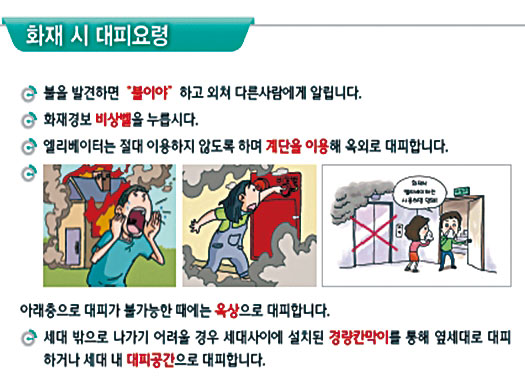 화재 시 대피요령
불을 발견하면 "불이야" 하고 외쳐 다른사람에게 알립니다.
화재경보 비상벨을 누릅시다.
엘리베이터는 절대 이용하지 않도록 하며 계단을 이용해 옥외로 대피합니다.
화재시
엘리베이터는
사용하면 안돼!
아래층으로 대피가 불가능한 때에는 옥상으로 대피합니다.
세대 밖으로 나가기 어려울 경우 세대사이에 설치된 경량칸막이를 통해 옆세대로 대피
하거나 세대 내 대피공간으로 대피합니다.